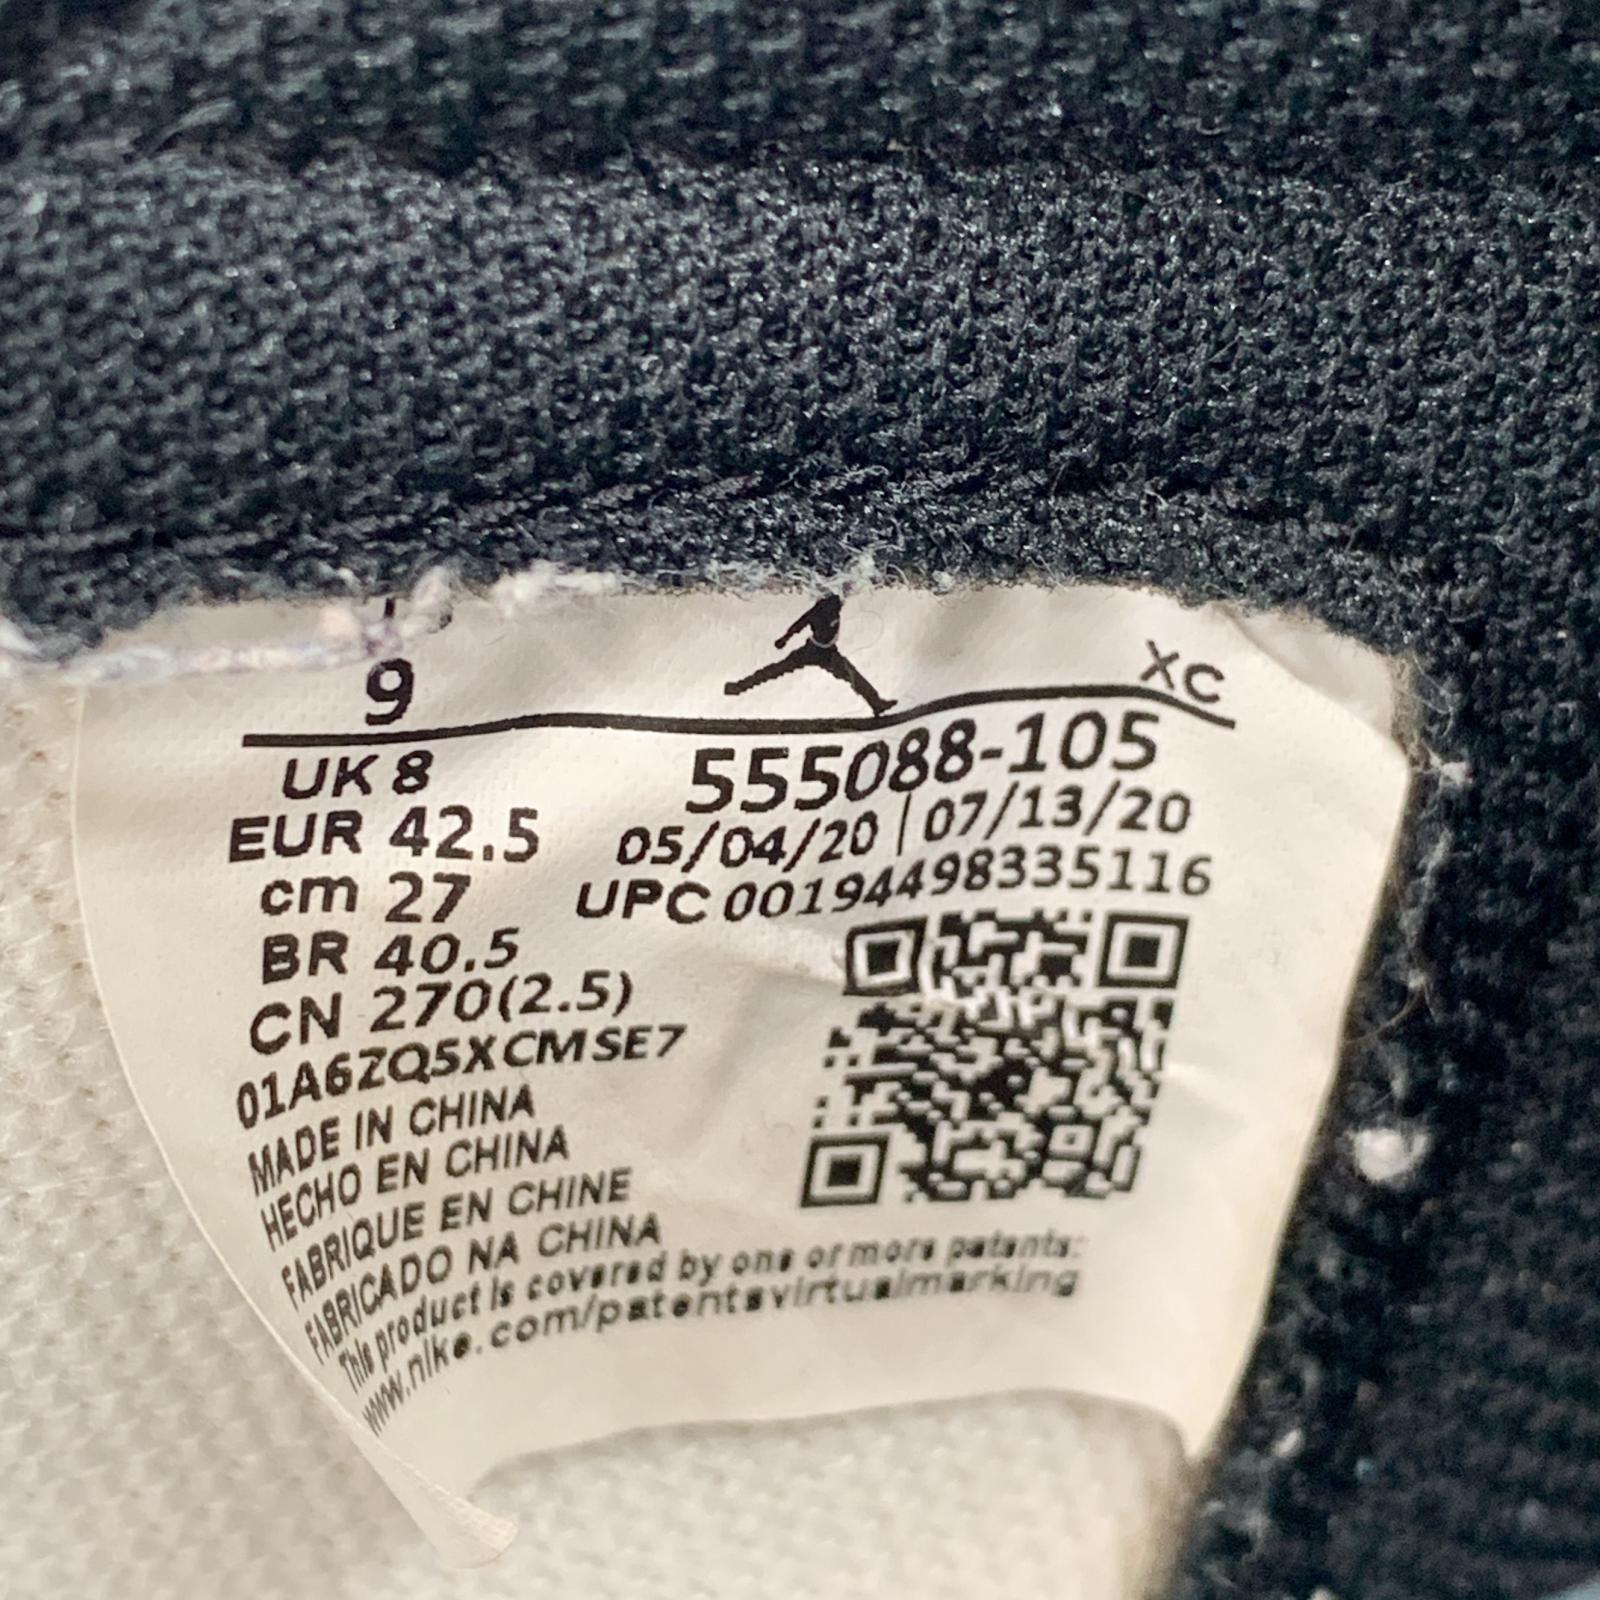 9
XC
UK 8
555088-105
EUR 42.5
05/04/20 | 07/13/20
cm 27
UPC 00194498335116
BR 40.5
CN 270(2.5)
01A6ZQ5XCMSE7
MADE IN CHINA
HECHO EN CHINA
FABRIQUE EN CHINE
FABRICADO NA CHINA
This product is covered by one or more patents:
www.nike.com/patentsvirtualmarking